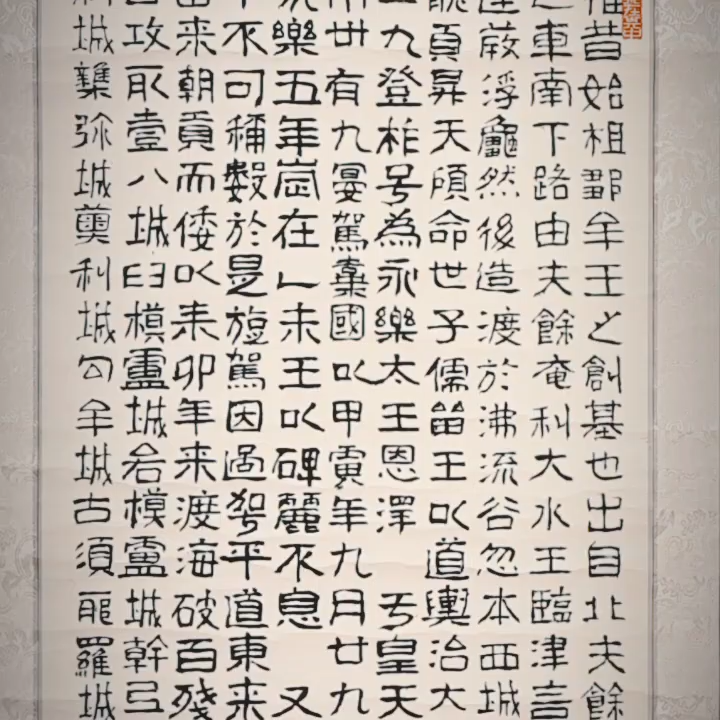 惟昔始祖鄒牟王之創基也出自北夫餘
車南下路由夫餘奄利大水王臨津言
葭浮龜然後造渡於沸流谷忽本西城
頁昇天顧命世子儒留王以道輿治大
九登祚号為永樂太王恩澤 于皇天
卅有九晏駕棄國以甲寅年九月廿九
樂五年歲在乙未王以碑麗不息 又
不可稱數於是旋駕因過平道東来
来朝貢而倭以耒卯年来渡海破百殘
攻取壹八城臼模盧城各模盧城幹弖
城雜弥城奧利城勾牟城古須耶羅城